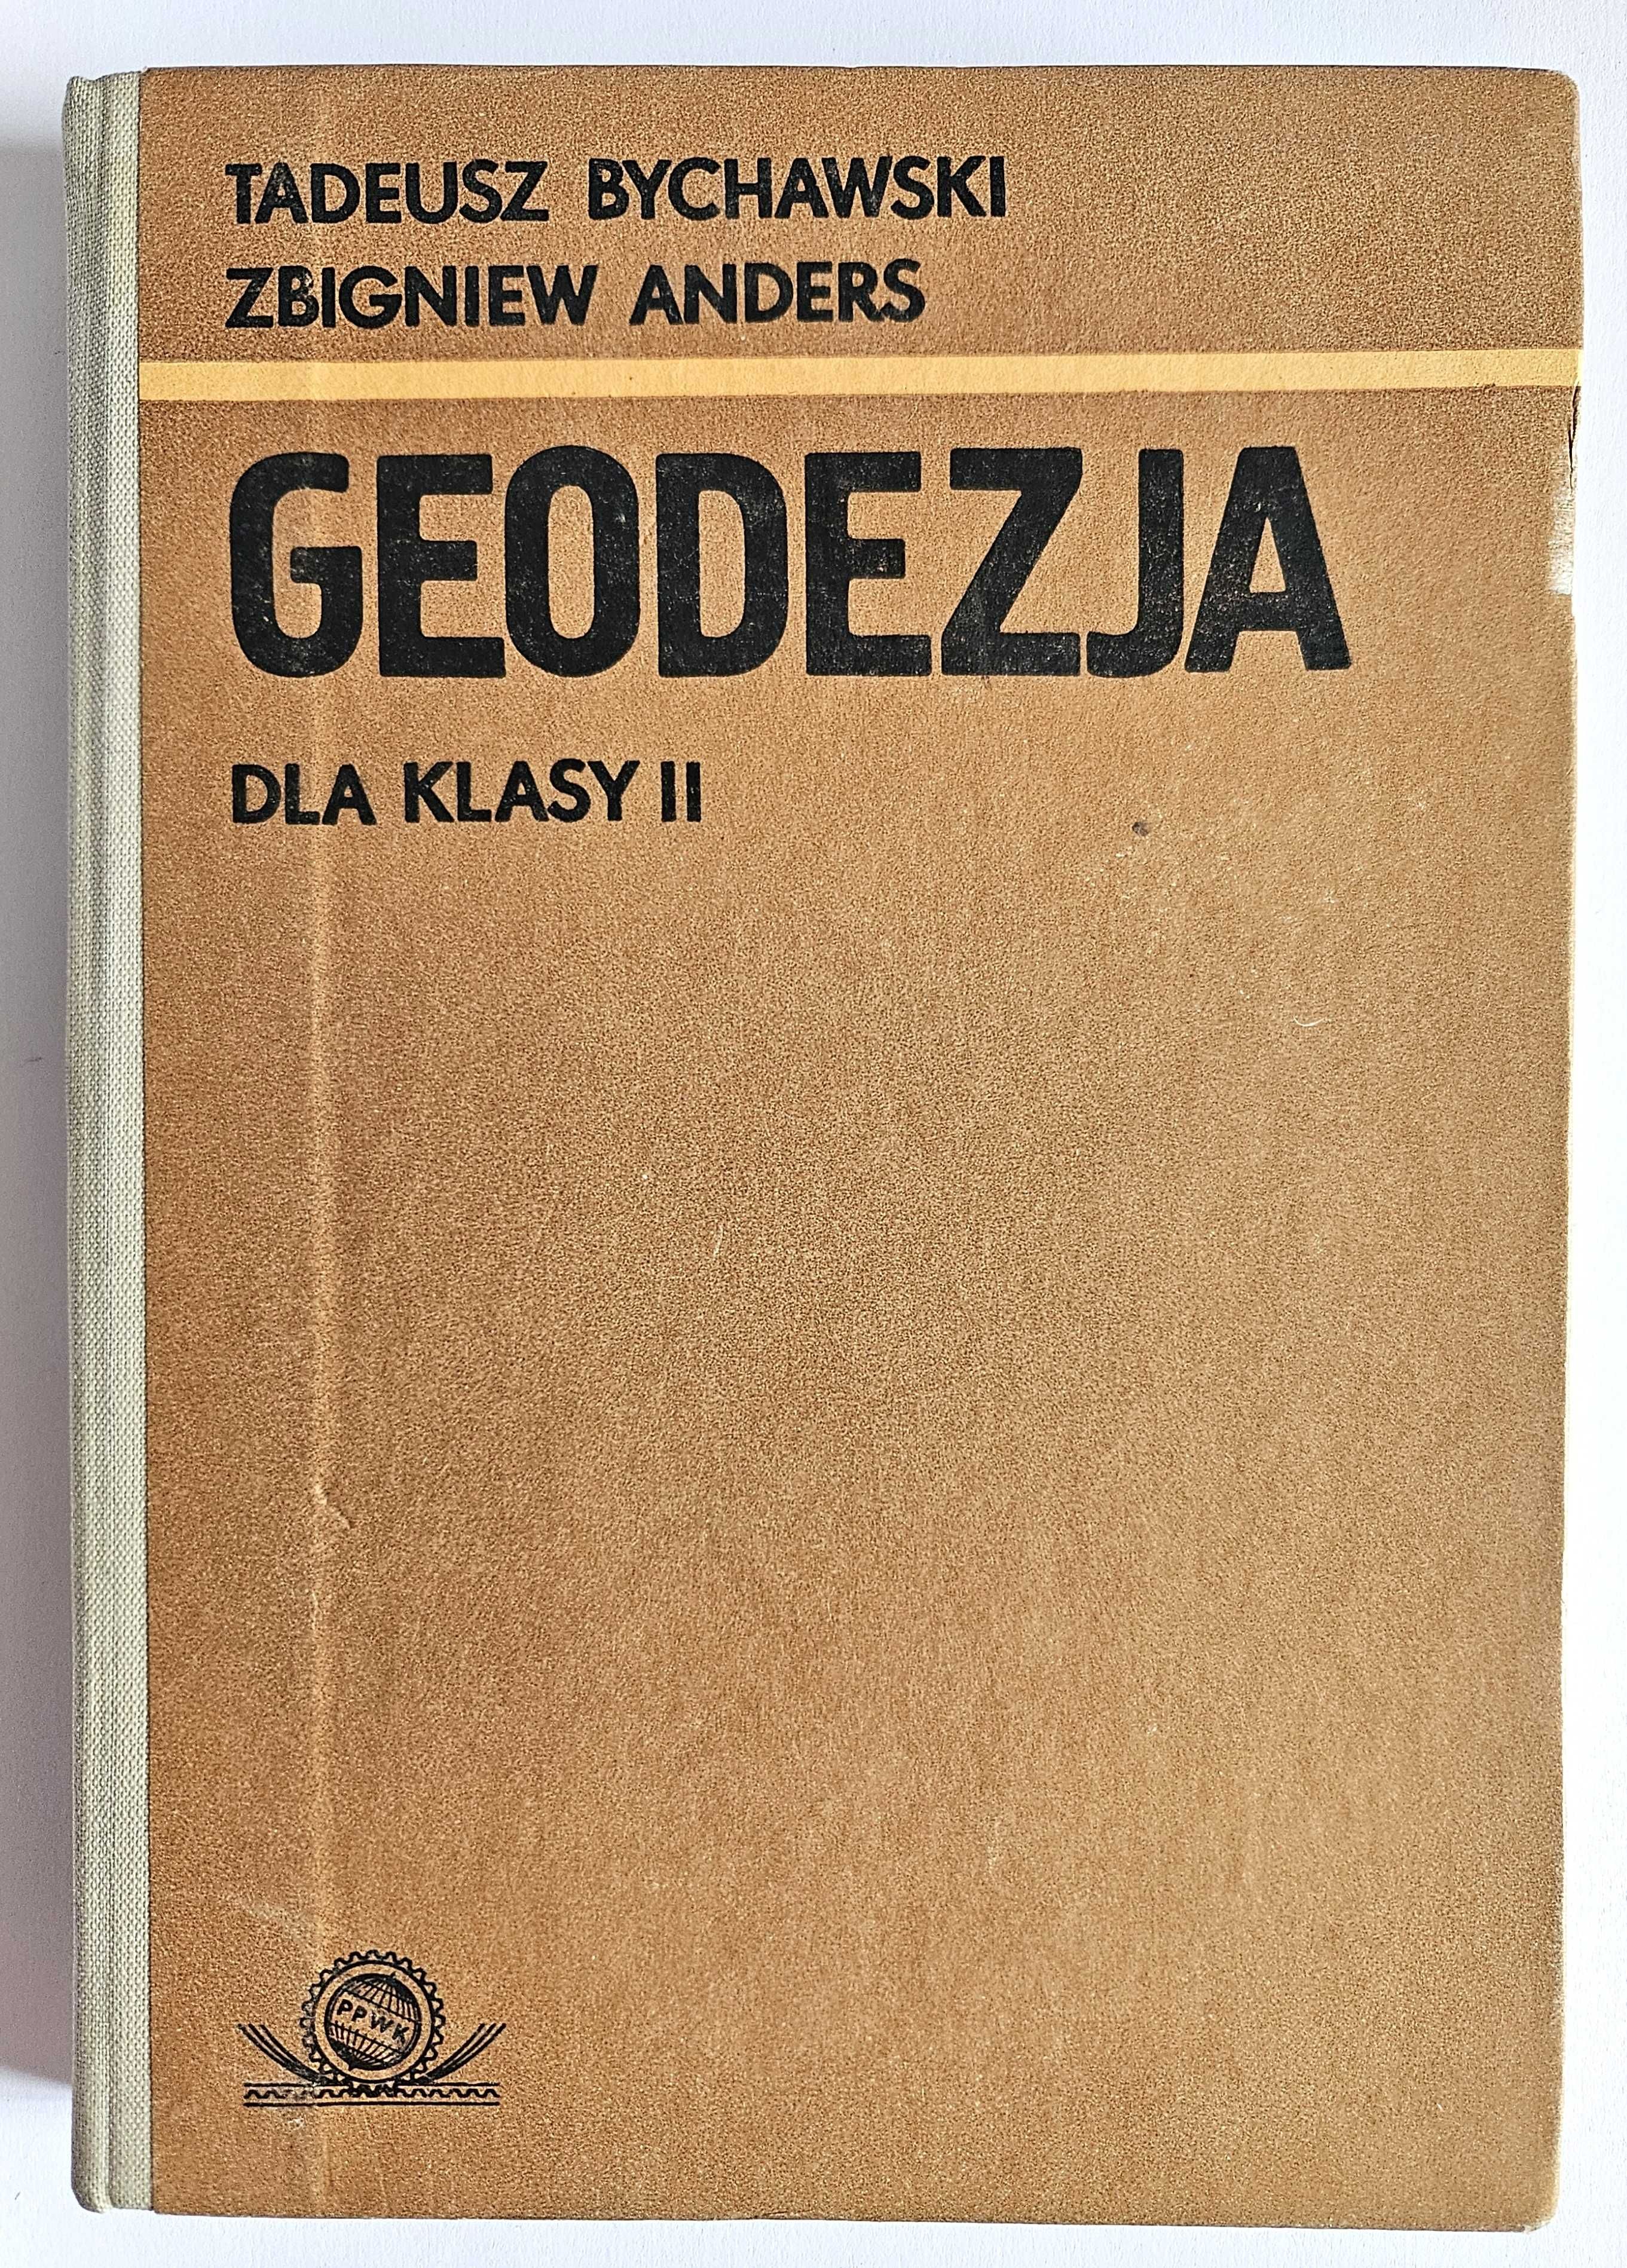 TADEUSZ BYCHAWSKI
ZBIGNIEW ANDERS
GEODEZJA
DLA KLASY II
PPWK